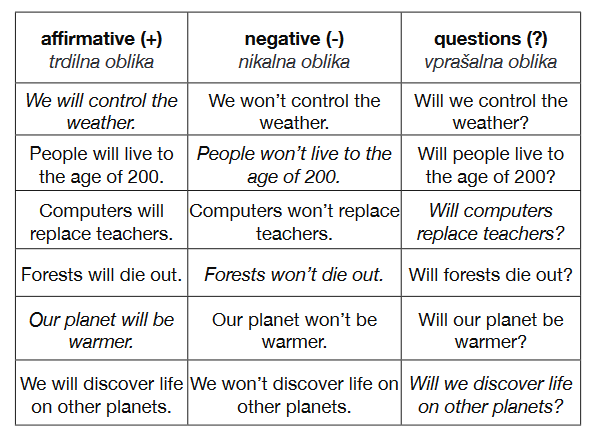 affirmative (+)
trdilna oblika
negative (-)
nikalna oblika
questions (?)
vprašalna oblika
We will control the
weather.
We won't control the
weather.
Will we control the
weather?
People will live to
the age of 200.
People won't live to the
age of 200.
Will people live to
the age of 200?
Computers will
replace teachers.
Computers won't replace
teachers.
Will computers
replace teachers?
Forests will die out.
Forests won't die out.
Will forests die out?
Our planet will be
warmer.
Our planet won't be
warmer.
Will our planet be
warmer?
We will discover life
on other planets.
We won't discover life on
other planets.
Will we discover life
on other planets?